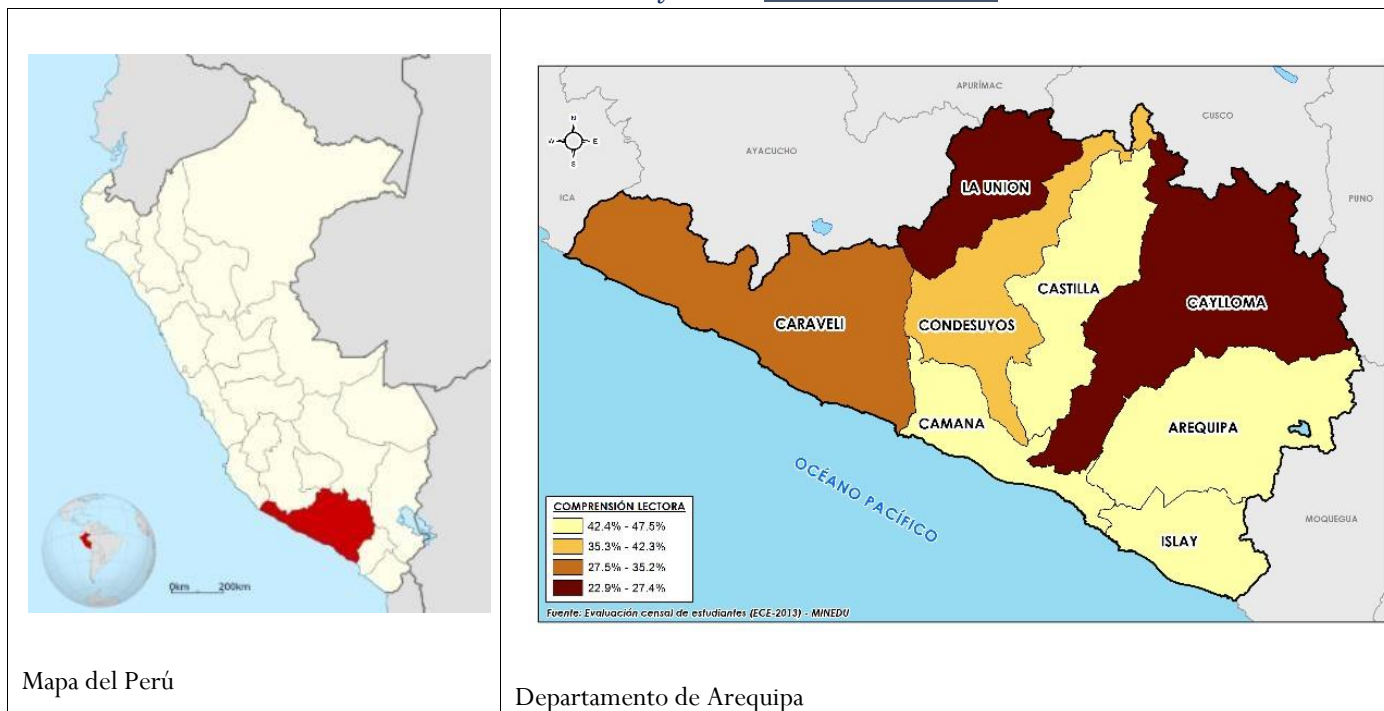 0km 200km
Mapa del Perú
APURÍMAC
CUSCO
AYACUCHO
ICA
PUNO
N
W E
S
LA UNION
CASTILLA
CAYLLOMA
CARAVELI
CONDESUYOS
CAMANA
AREQUIPA
OCÉANO PACÍFICO
ISLAY
MOQUEGUA
COMPRENSIÓN LECTORA
42.4% - 47.5%
35.3% - 42.3%
27.5% - 35.2%
22.9% - 27.4%
Fuente: Evaluación censal de estudiantes (ECE-2013) - MINEDU
Departamento de Arequipa